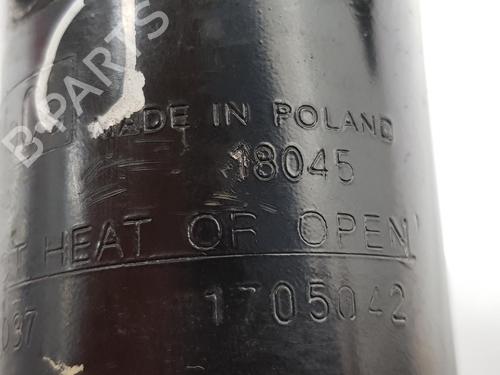 B-PARTS
MADE IN POLAND
18045
HEAT OR OPEN
1705042